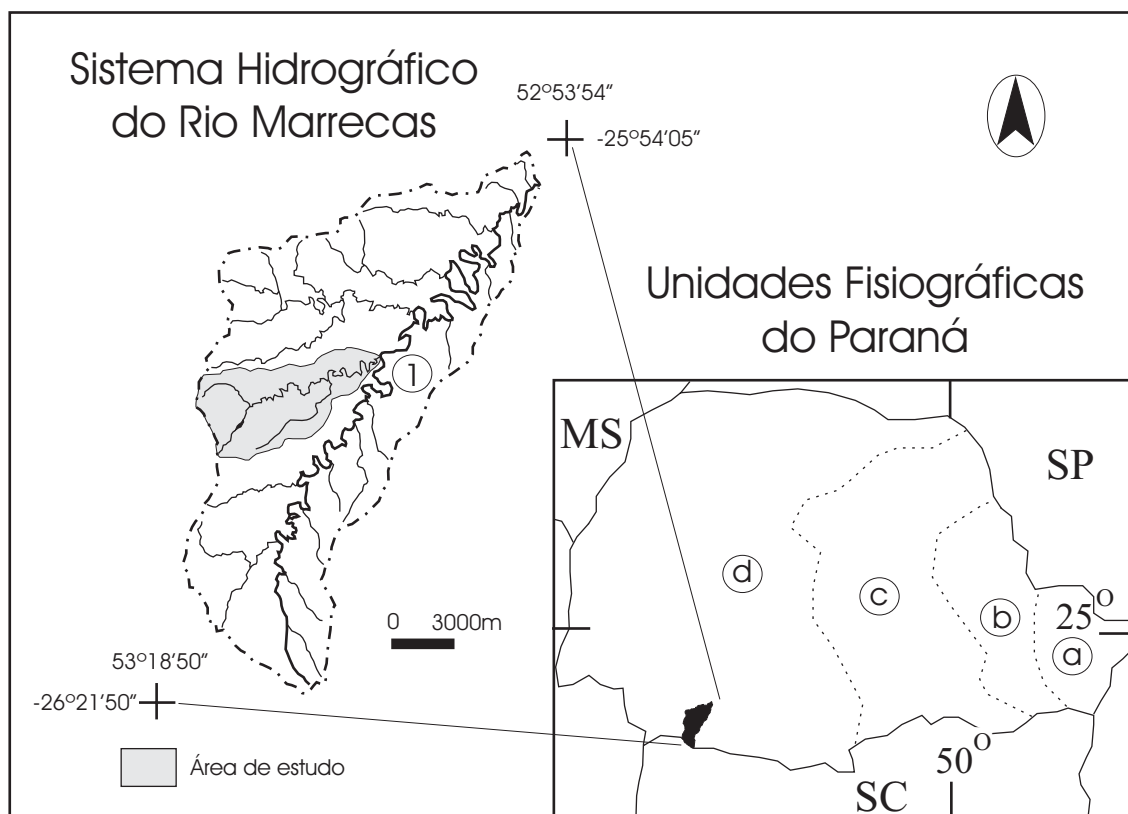 Sistema Hidrográfico
do Rio Marrecas
52º53'54"
-25º54'05"
1
0 3000m
53º18'50"
-26º21'50"
Área de estudo
Unidades Fisiográficas
do Paraná
MS
SP
d
c
b
a
25º
50º
SC